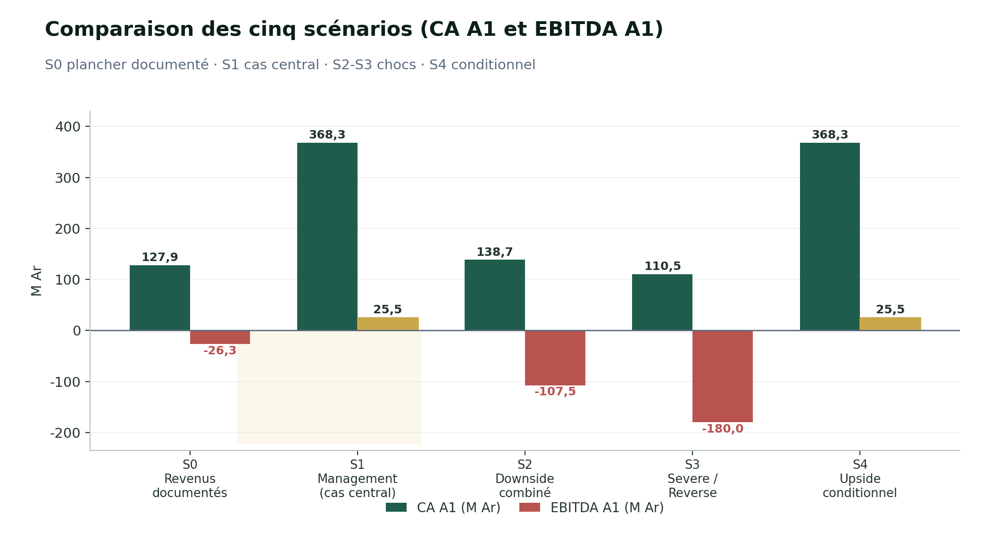 Comparaison des cinq scénarios (CA A1 et EBITDA A1)
S0 plancher documenté · S1 cas central · S2-S3 chocs · S4 conditionnel
M Ar
400
300
200
100
0
-100
-200
127,9
-26,3
368,3
25,5
138,7
-107,5
110,5
-180,0
368,3
25,5
S0
Revenus
documentés
S1
Management
(cas central)
S2
Downside
combiné
S3
Severe /
Reverse
S4
Upside
conditionnel
CA A1 (M Ar)
EBITDA A1 (M Ar)